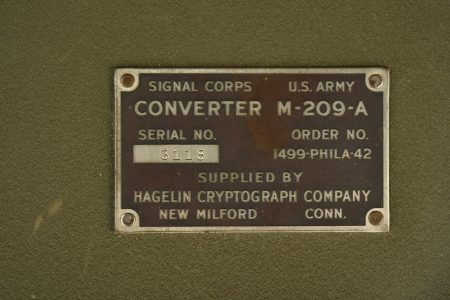 SIGNAL CORPS U.S. ARMY
CONVERTER M-209-A
SERIAL NO. ORDER NO.
3118 1499-PHILA-42
SUPPLIED BY
HAGELIN CRYPTOGRAPH COMPANY
NEW MILFORD CONN.